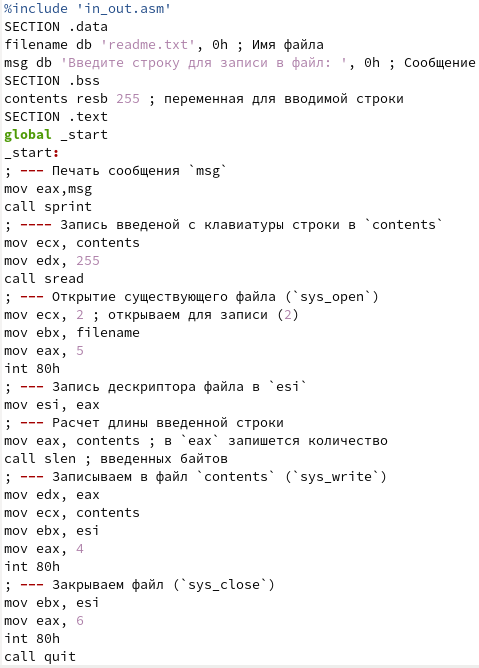 %include 'in_out.asm'
SECTION .data
filename db 'readme.txt', 0h ; Имя файла
msg db 'Введите строку для записи в файл: ', 0h ; Сообщение
SECTION .bss
contents resb 255 ; переменная для вводимой строки
SECTION .text
global _start
_start:
; --- Печать сообщения `msg`
mov eax,msg
call sprint
; ---- Запись введеной с клавиатуры строки в `contents`
mov ecx, contents
mov edx, 255
call sread
; --- Открытие существующего файла (`sys_open`)
mov ecx, 2 ; открываем для записи (2)
mov ebx, filename
mov eax, 5
int 80h
; --- Запись дескриптора файла в `esi`
mov esi, eax
; --- Расчет длины введенной строки
mov eax, contents ; в `eax` запишется количество
call slen ; введенных байтов
; --- Записываем в файл `contents` (`sys_write`)
mov edx, eax
mov ecx, contents
mov ebx, esi
mov eax, 4
int 80h
; --- Закрываем файл (`sys_close`)
mov ebx, esi
mov eax, 6
int 80h
call quit